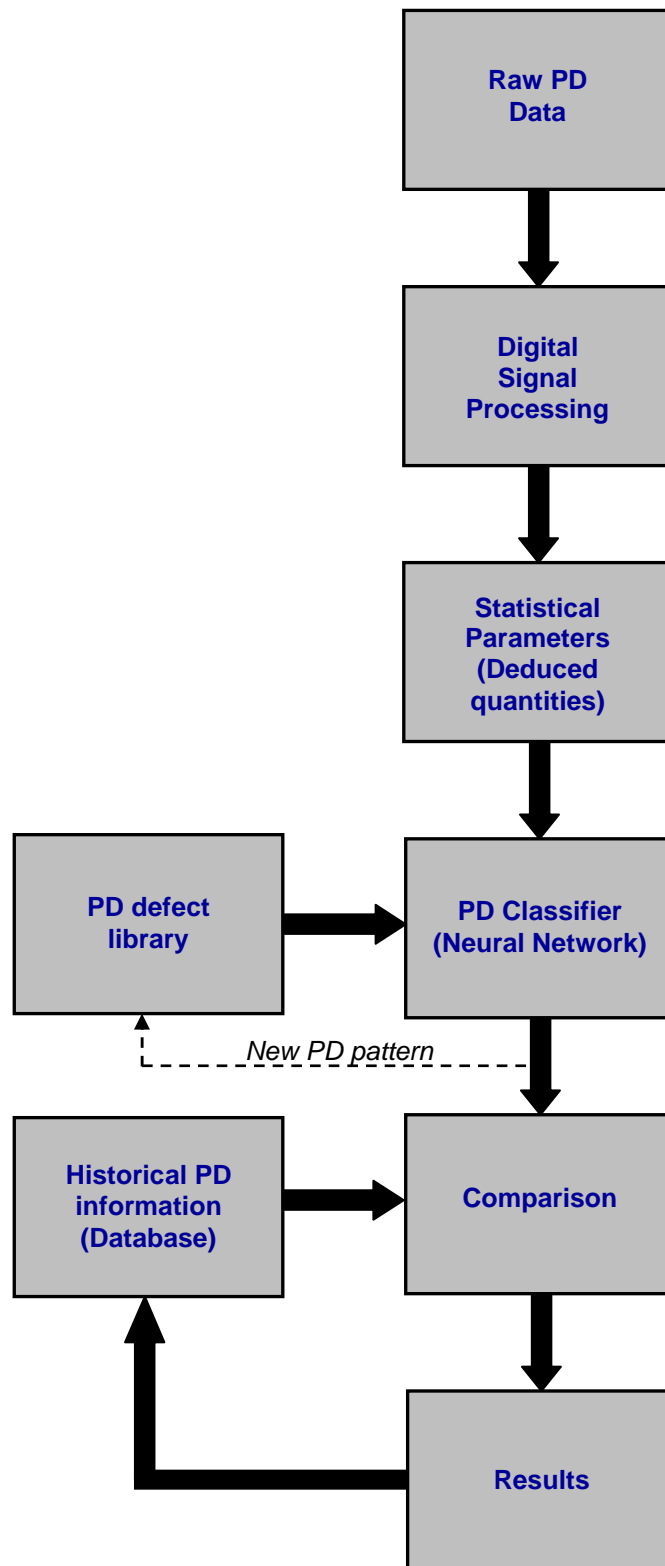 Raw PD
Data
Digital
Signal
Processing
Statistical
Parameters
(Deduced
quantities)
PD defect
library
PD Classifier
(Neural Network)
New PD pattern
Historical PD
information
(Database)
Comparison
Results